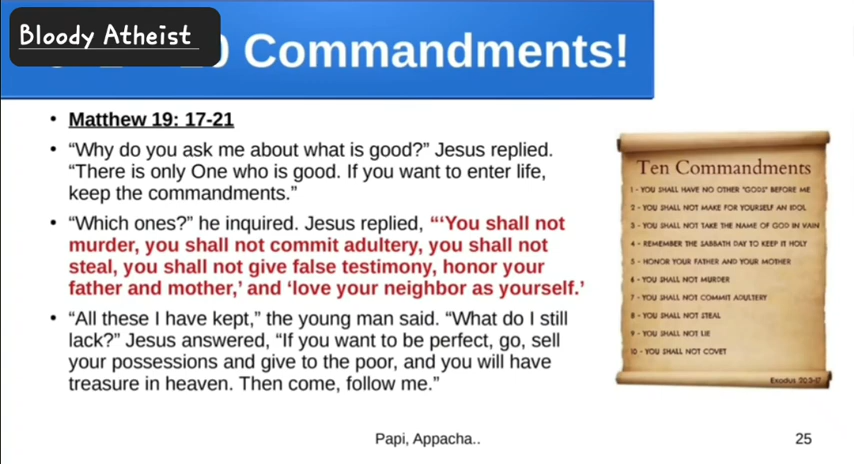 Bloody Atheist
Commandments!
• Matthew 19: 17-21
• “Why do you ask me about what is good?” Jesus replied.
“There is only One who is good. If you want to enter life,
keep the commandments.”
• “Which ones?” he inquired. Jesus replied, “‘You shall not
murder, you shall not commit adultery, you shall not
steal, you shall not give false testimony, honor your
father and mother,’ and ‘love your neighbor as yourself.’
• “All these I have kept,” the young man said. “What do I still
lack?” Jesus answered, “If you want to be perfect, go, sell
your possessions and give to the poor, and you will have
treasure in heaven. Then come, follow me.”
Ten Commandments
1 - YOU SHALL HAVE NO OTHER "GODS" BEFORE ME
2 - YOU SHALL NOT MAKE FOR YOURSELF AN IDOL
3 - YOU SHALL NOT TAKE THE NAME OF GOD IN VAIN
4 - REMEMBER THE SABBATH DAY TO KEEP IT HOLY
5 - HONOR YOUR FATHER AND YOUR MOTHER
6 - YOU SHALL NOT MURDER
7 - YOU SHALL NOT COMMIT ADULTERY
8 - YOU SHALL NOT STEAL
9 - YOU SHALL NOT LIE
10 - YOU SHALL NOT COVET
Exodus 20:3-17
Papi, Appacha..
25